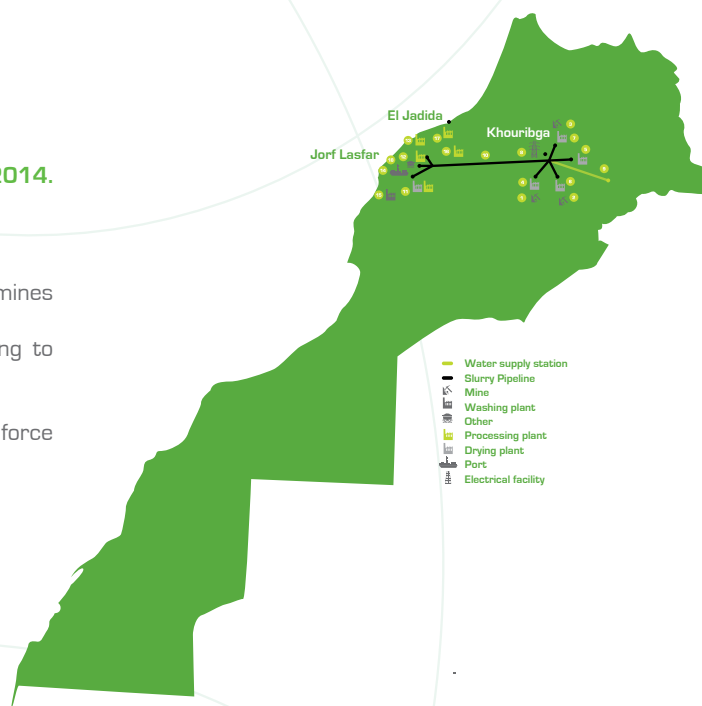 El Jadida
Khouribga
Jorf Lasfar
2014.
mines
ng to
force
Water supply station
Slurry Pipeline
Mine
Washing plant
Other
Processing plant
Drying plant
Port
Electrical facility